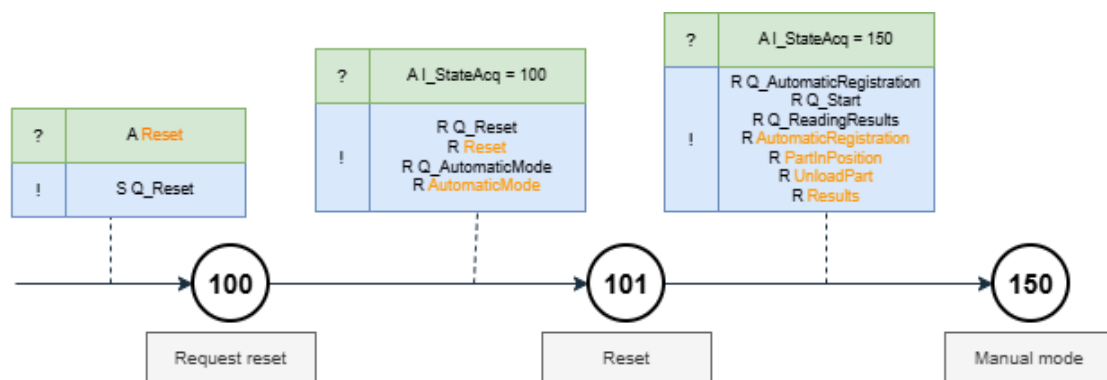 ?
A Reset
!
S Q_Reset
?
A I_StateAcq = 100
!
R Q_Reset
R Reset
R Q_AutomaticMode
R AutomaticMode
?
A I_StateAcq = 150
!
R Q_AutomaticRegistration
R Q_Start
R Q_ReadingResults
R AutomaticRegistration
R PartInPosition
R UnloadPart
R Results
100
101
150
Request reset
Reset
Manual mode